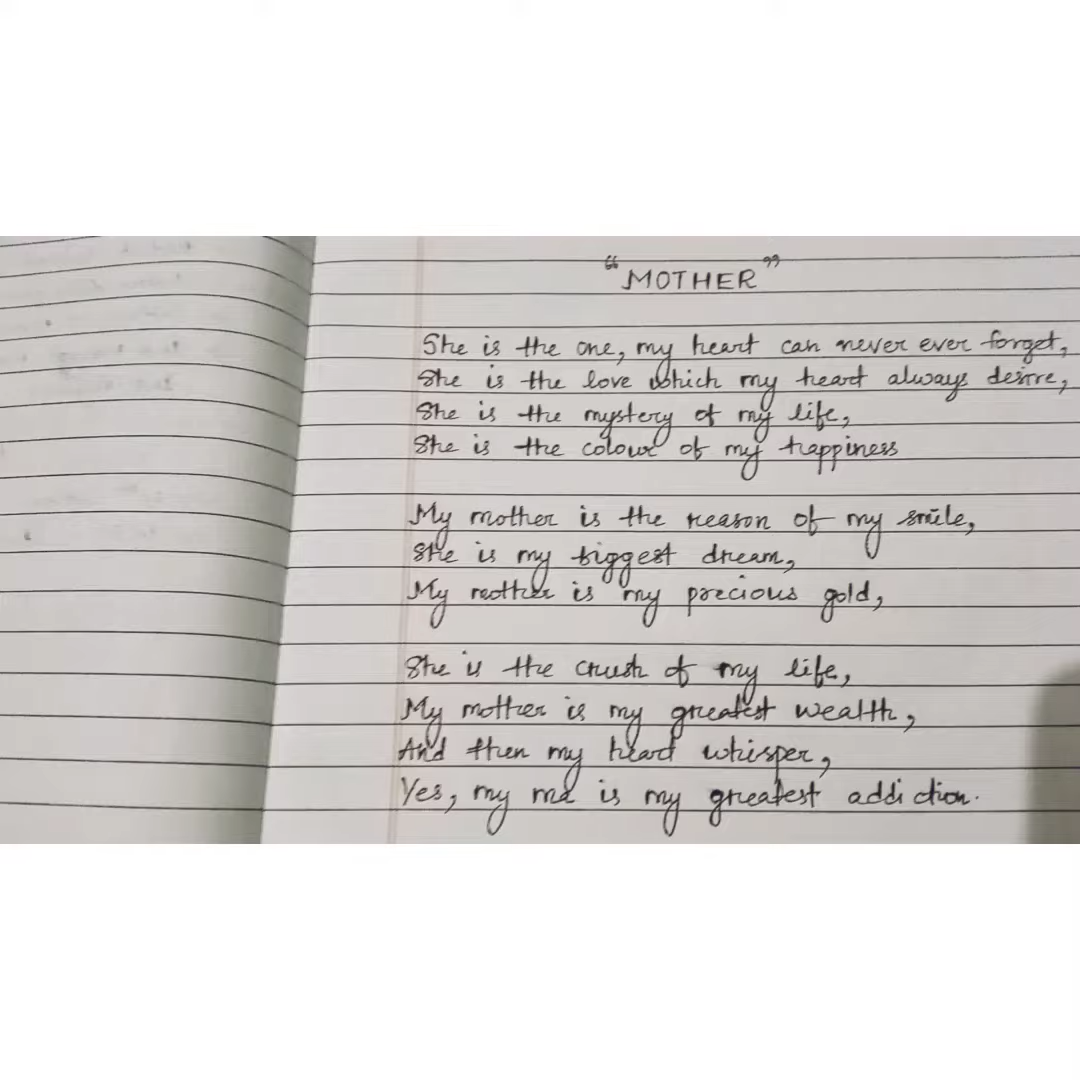 "MOTHER"
She is the one, my heart can never ever forget,
She is the love which my heart always desire,
She is the mystery of my life,
She is the colour of my happiness
My mother is the reason of my smile,
She is my biggest dream,
My mother is my precious gold,
She is the crush of my life,
My mother is my greatest wealth,
And then my heart whisper,
Yes, my ma is my greatest addiction.